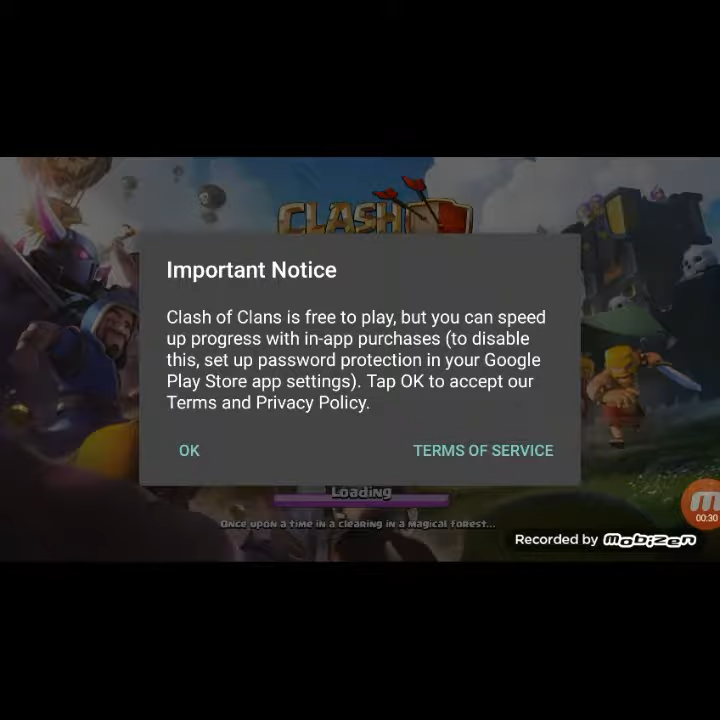 CLASH
Important Notice
Clash of Clans is free to play, but you can speed
up progress with in-app purchases (to disable
this, set up password protection in your Google
Play Store app settings). Tap OK to accept our
Terms and Privacy Policy.
OK
TERMS OF SERVICE
Loading
Once upon a time in a clearing in a magical forest...
00:30
Recorded by mobizen